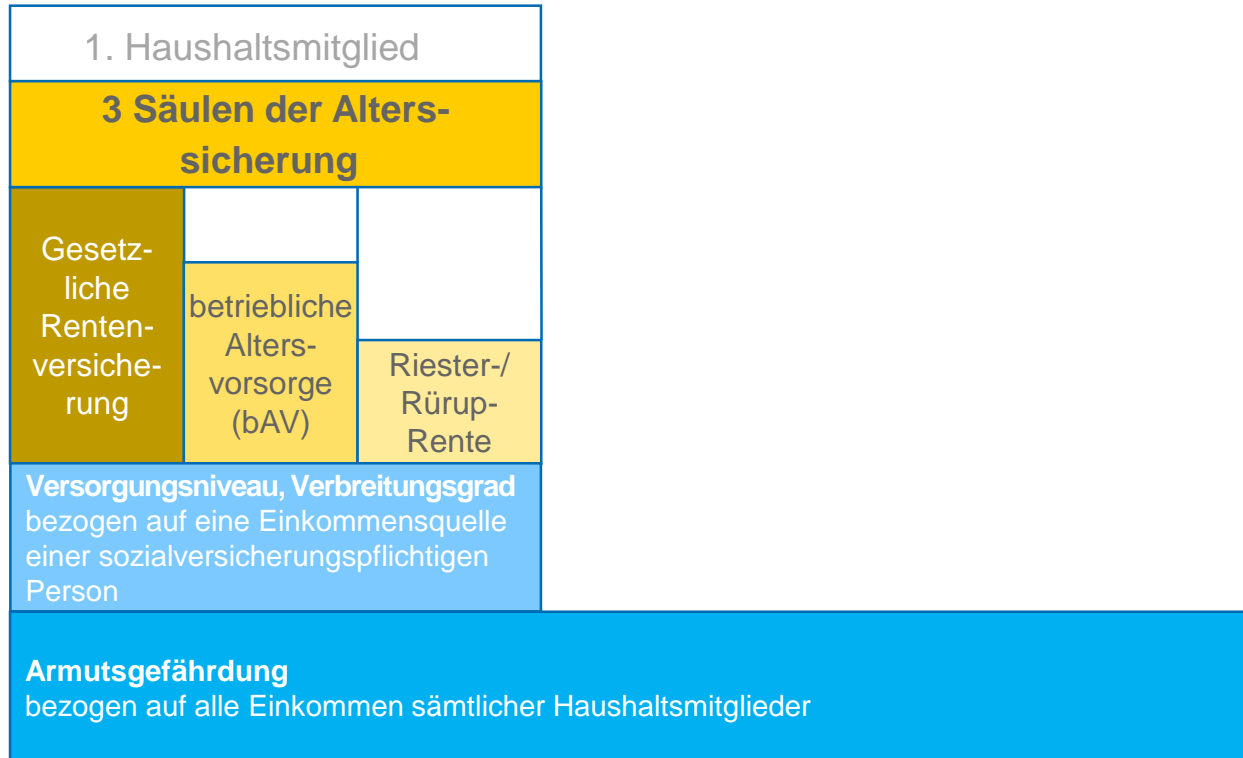 1. Haushaltsmitglied
3 Säulen der Alters-
sicherung
Gesetz-
liche
Renten-
versiche-
rung
betriebliche
Alters-
vorsorge
(bAV)
Riester-/
Rürup-
Rente
Versorgungsniveau, Verbreitungsgrad
bezogen auf eine Einkommensquelle
einer sozialversicherungspflichtigen
Person
Armutsgefährdung
bezogen auf alle Einkommen sämtlicher Haushaltsmitglieder